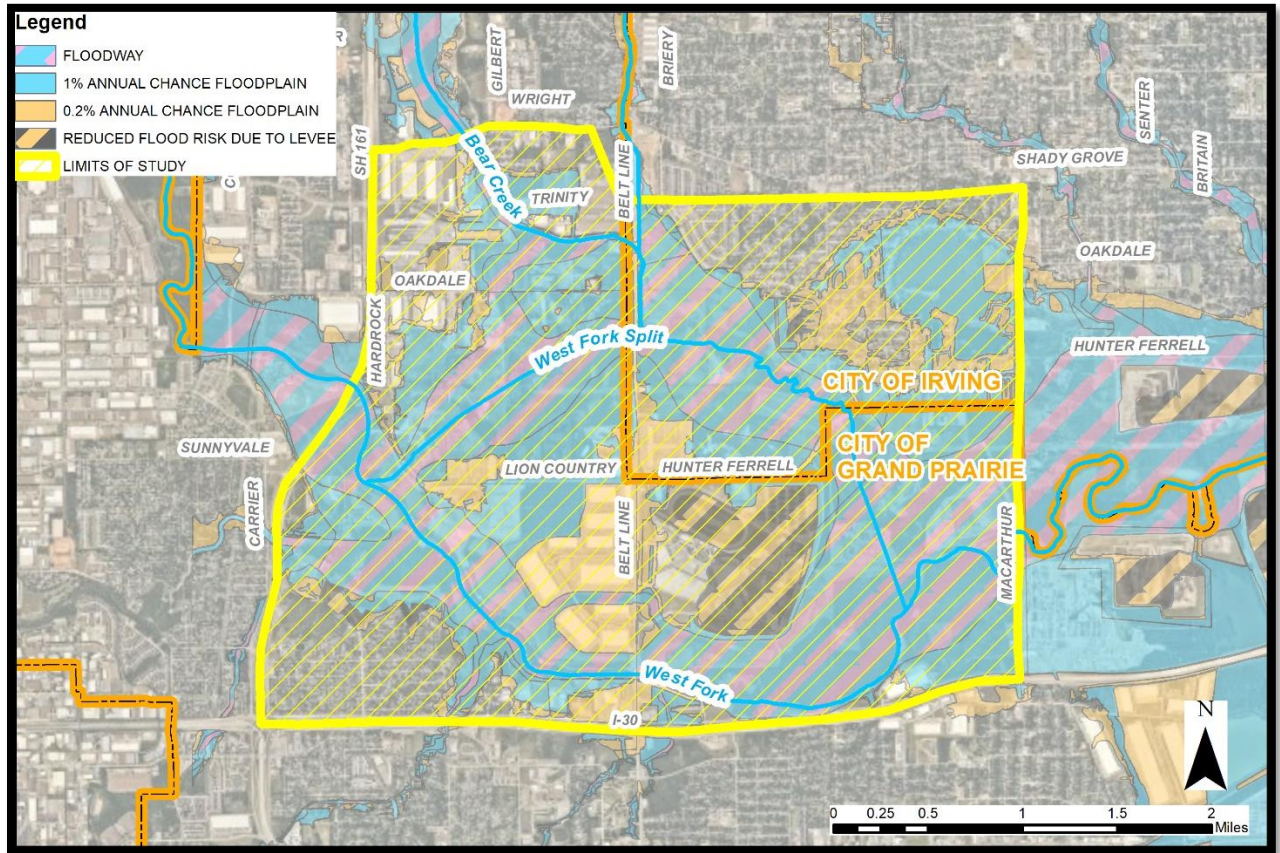 Legend
FLOODWAY
1% ANNUAL CHANCE FLOODPLAIN
0.2% ANNUAL CHANCE FLOODPLAIN
REDUCED FLOOD RISK DUE TO LEVEE
LIMITS OF STUDY
GILBERT
BRIERY
WRIGHT
SENTER
SH 161
BELT LINE
SHADY GROVE
BRITAIN
Bear Creek
TRINITY
OAKDALE
OAKDALE
HARDROCK
West Fork Split
HUNTER FERRELL
CITY OF IRVING
SUNNYVALE
LION COUNTRY
HUNTER FERRELL
CITY OF
GRAND PRAIRIE
CARRIER
BELT LINE
MACARTHUR
West Fork
I-30
N
0 0.25 0.5 1 1.5 2
Miles